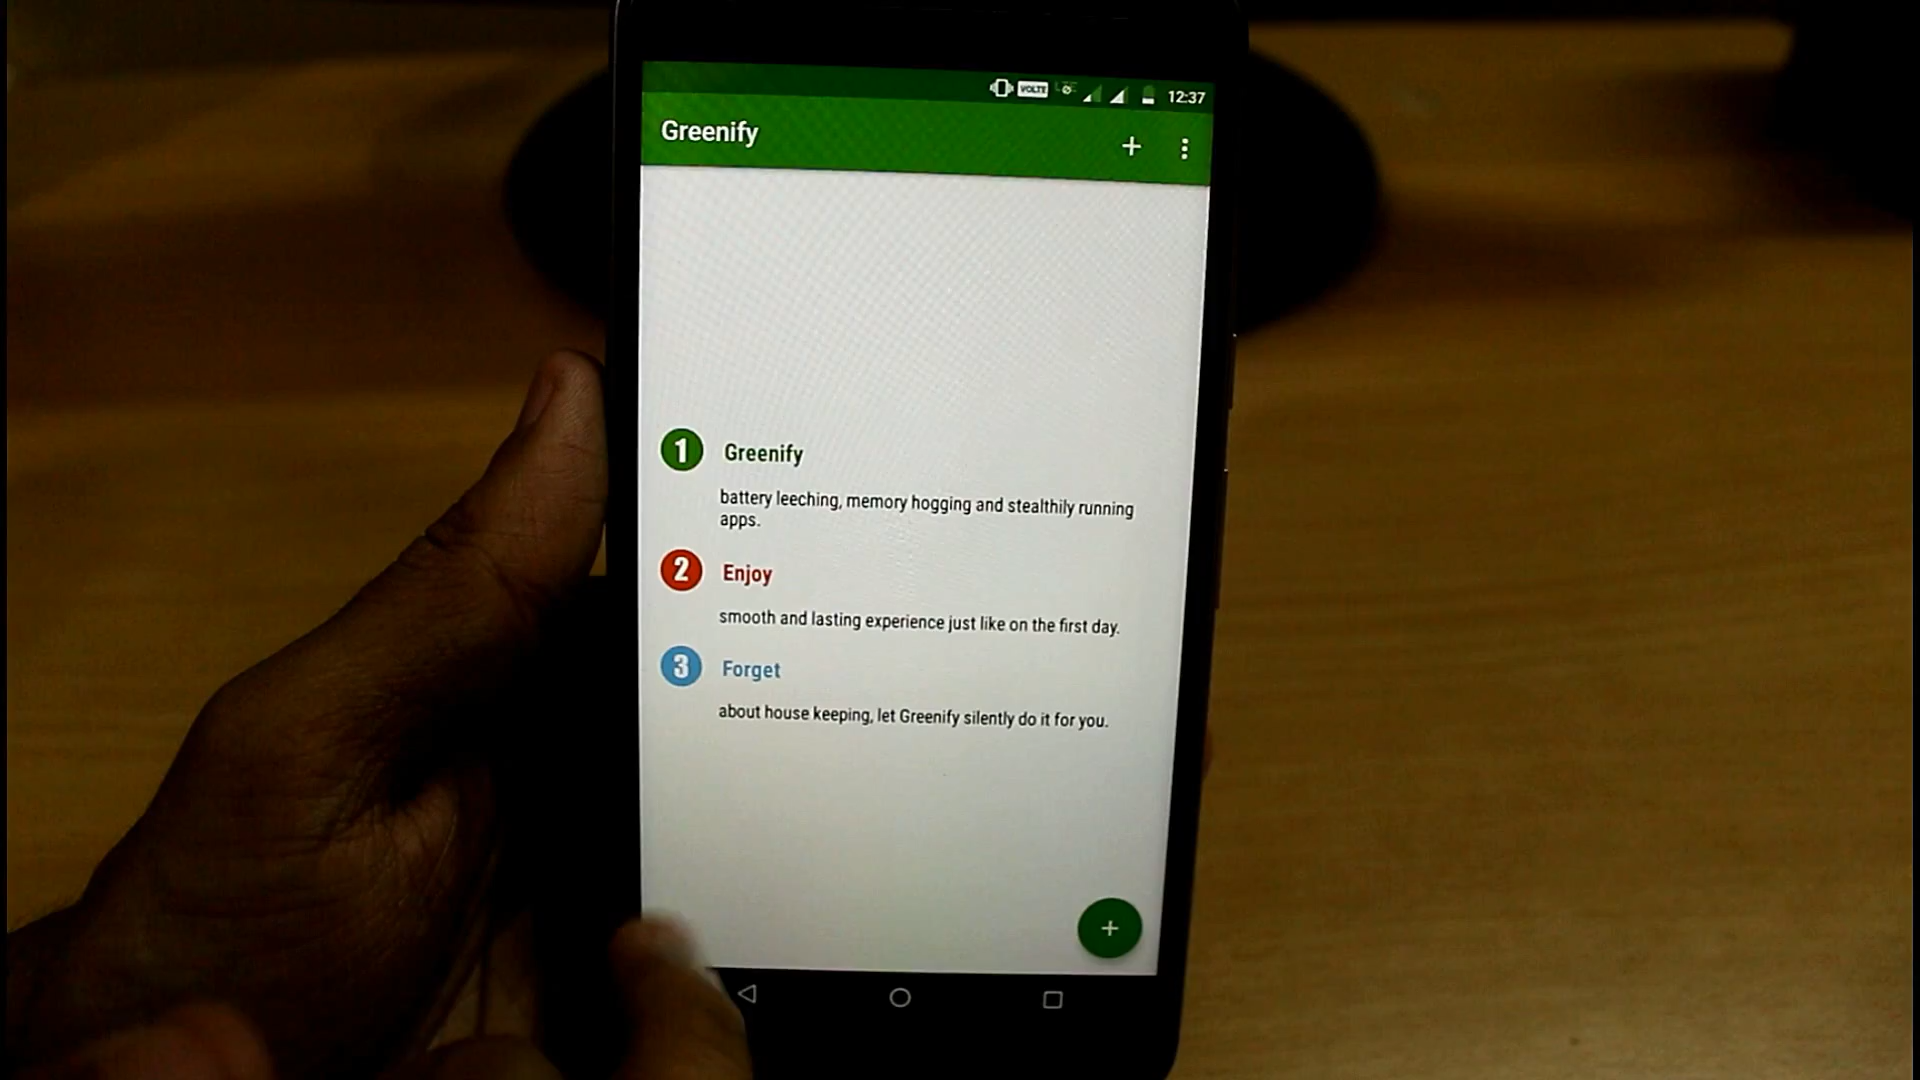 VOLTE 12:37
Greenify + 
1 Greenify
battery leeching, memory hogging and stealthily running
apps.
2 Enjoy
smooth and lasting experience just like on the first day.
3 Forget
about house keeping, let Greenify silently do it for you.
+